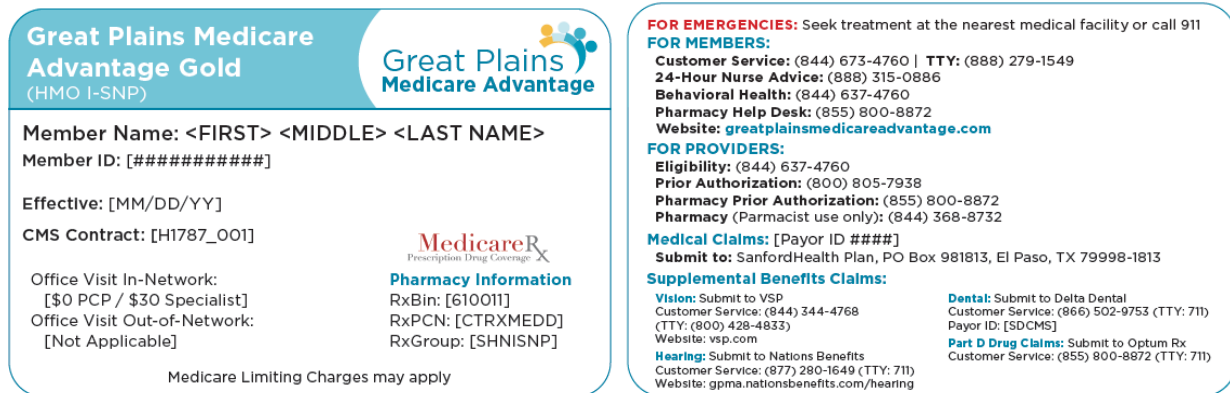 Great Plains Medicare
Advantage Gold
(HMO I-SNP)
Great Plains
Medicare Advantage
Member Name: <FIRST> <MIDDLE> <LAST NAME>
Member ID: [###########]
Effective: [MM/DD/YY]
CMS Contract: [H1787_001]
MedicareRx
Prescription Drug Coverage
Office Visit In-Network:
[$0 PCP / $30 Specialist]
Office Visit Out-of-Network:
[Not Applicable]
Pharmacy Information
RxBin: [610011]
RxPCN: [CTRXMEDD]
RxGroup: [SHNISNP]
Medicare Limiting Charges may apply
FOR EMERGENCIES: Seek treatment at the nearest medical facility or call 911
FOR MEMBERS:
Customer Service: (844) 673-4760 | TTY: (888) 279-1549
24-Hour Nurse Advice: (888) 315-0886
Behavioral Health: (844) 637-4760
Pharmacy Help Desk: (855) 800-8872
Website: greatplainsmedicareadvantage.com
FOR PROVIDERS:
Eligibility: (844) 637-4760
Prior Authorization: (800) 805-7938
Pharmacy Prior Authorization: (855) 800-8872
Pharmacy (Parmacist use only): (844) 368-8732
Medical Claims: [Payor ID ####]
Submit to: SanfordHealth Plan, PO Box 981813, El Paso, TX 79998-1813
Supplemental Benefits Claims:
Vision: Submit to VSP
Customer Service: (844) 344-4768
(TTY: (800) 428-4833)
Website: vsp.com
Hearing: Submit to Nations Benefits
Customer Service: (877) 280-1649 (TTY: 711)
Website: gpma.nationsbenefits.com/hearing
Dental: Submit to Delta Dental
Customer Service: (866) 502-9753 (TTY: 711)
Payor ID: [SDCMS]
Part D Drug Claims: Submit to Optum Rx
Customer Service: (855) 800-8872 (TTY: 711)